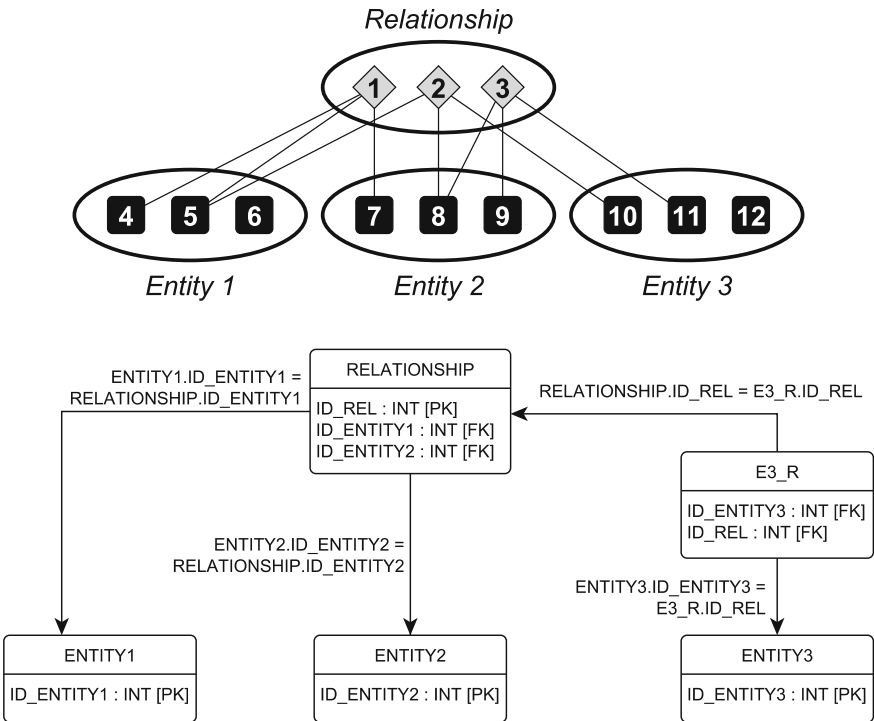 Relationship
1 2 3
4 5 6 7 8 9 10 11 12
Entity 1 Entity 2 Entity 3
RELATIONSHIP
ID_REL : INT [PK]
ID_ENTITY1 : INT [FK]
ID_ENTITY2 : INT [FK]
ENTITY1.ID_ENTITY1 =
RELATIONSHIP.ID_ENTITY1
RELATIONSHIP.ID_REL = E3_R.ID_REL
E3_R
ID_ENTITY3 : INT [FK]
ID_REL : INT [FK]
ENTITY2.ID_ENTITY2 =
RELATIONSHIP.ID_ENTITY2
ENTITY3.ID_ENTITY3 =
E3_R.ID_REL
ENTITY1
ID_ENTITY1 : INT [PK]
ENTITY2
ID_ENTITY2 : INT [PK]
ENTITY3
ID_ENTITY3 : INT [PK]